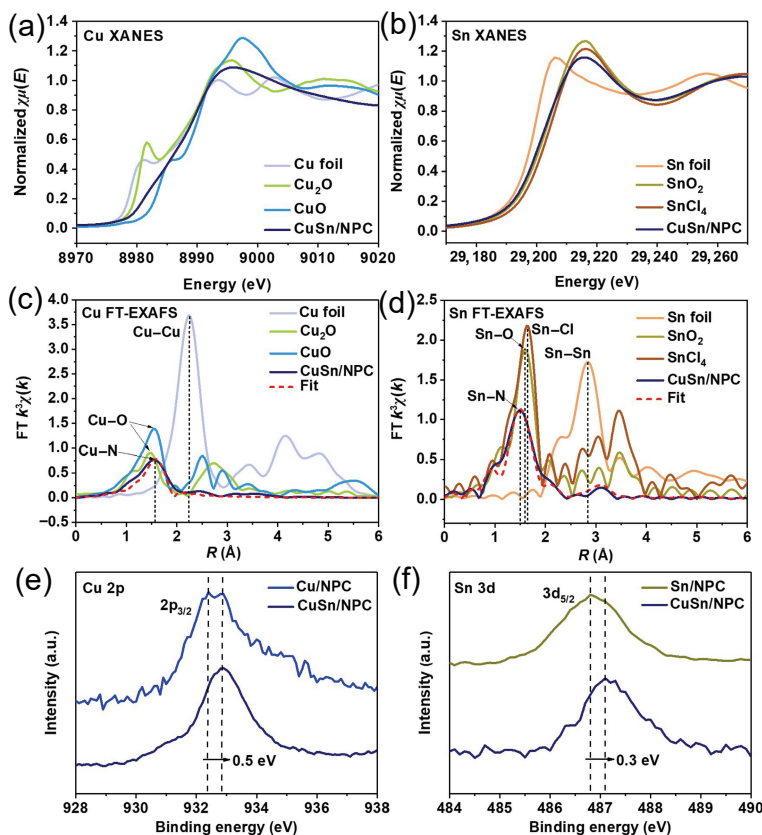 (a)
Cu XANES
Normalized χμ(E)
1.4
1.2
1.0
0.8
0.6
0.4
0.2
0.0
Cu foil
Cu₂O
CuO
CuSn/NPC
8970 8980 8990 9000 9010 9020
Energy (eV)
(b)
Sn XANES
Normalized χμ(E)
1.4
1.2
1.0
0.8
0.6
0.4
0.2
0.0
Sn foil
SnO₂
SnCl₄
CuSn/NPC
29,180 29,200 29,220 29,240 29,260
Energy (eV)
(c)
Cu FT-EXAFS
FT k³χ(k)
4.0
3.5
3.0
2.5
2.0
1.5
1.0
0.5
0.0
−0.5
Cu–Cu
Cu–O
Cu–N
Cu foil
Cu₂O
CuO
CuSn/NPC
Fit
0 1 2 3 4 5 6
R (Å)
(d)
Sn FT-EXAFS
FT k³χ(k)
2.5
2.0
1.5
1.0
0.5
0.0
Sn–O
Sn–Cl
Sn–Sn
Sn–N
Sn foil
SnO₂
SnCl₄
CuSn/NPC
Fit
0 1 2 3 4 5 6
R (Å)
(e)
Cu 2p
Intensity (a.u.)
2p₃/₂
Cu/NPC
CuSn/NPC
0.5 eV
928 930 932 934 936 938
Binding energy (eV)
(f)
Sn 3d
Intensity (a.u.)
3d₅/₂
Sn/NPC
CuSn/NPC
0.3 eV
484 485 486 487 488 489 490
Binding energy (eV)